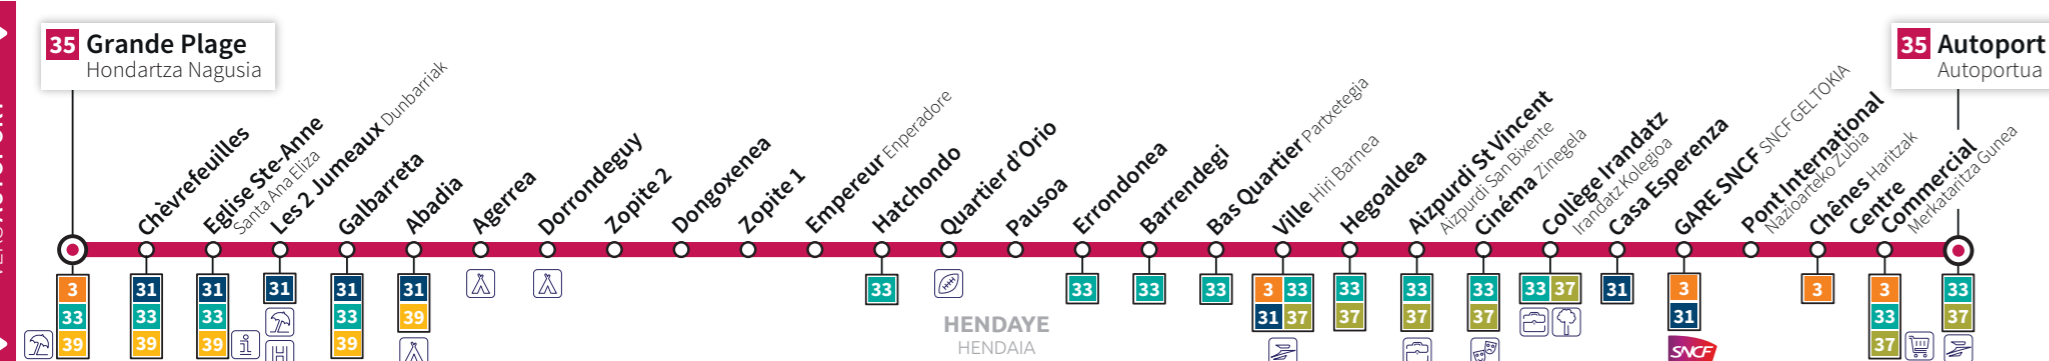 35 Grande Plage
Hondartza Nagusia
35 Autoport
Autoportua
Chèvrefeuilles
Eglise Ste-Anne
Santa Ana Eliza
Les 2 Jumeaux Dunbarriak
Galbarreta
Abadia
Agerrea
Dorrondeguy
Zopite 2
Dongoxenea
Zopite 1
Empereur Enperadore
Hatchondo
Quartier d'Orio
Pausoa
Errondonea
Barrendegi
Bas Quartier Partxetegia
Ville Hiri Barnea
Hegoaldea
Aizpurdi St Vincent
Aizpurdi San Bixente
Cinéma Zinegela
Collège Irandatz
Irandatz Kolegioa
Casa Esperenza
GARE SNCF SNCF GELTOKIA
Pont International
Nazioarteko Zubia
Chênes Haritzak
Centre
Commercial
Merkataritza Gunea
3
33
39
31
33
39
31
33
39
i
31
H
31
33
39
31
39
33
33
33
33
3 33
31 37
33
37
33
37
33
37
33 37
31
3
31
SNCF
3
3
33
37
33
37
HENDAYE
HENDAIA